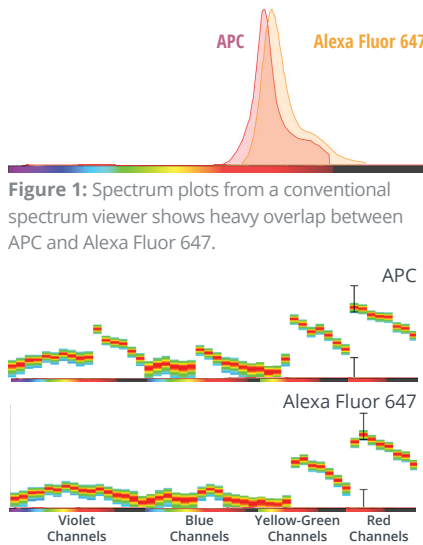 APC
Alexa Fluor 647
Figure 1: Spectrum plots from a conventional
spectrum viewer shows heavy overlap between
APC and Alexa Fluor 647.
APC
Alexa Fluor 647
Violet Channels
Blue Channels
Yellow-Green Channels
Red Channels